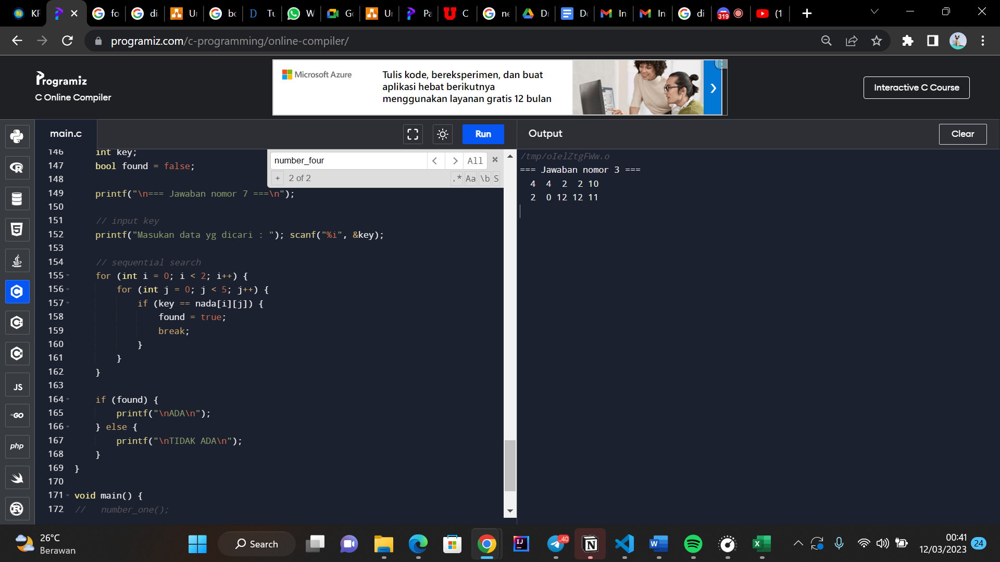 KF
fo
di
Ur
bo
Tu
W
Go
Ur
Pa
C
ne
Dr
Do
In
In
di
319
(1
programiz.com/c-programming/online-compiler/
Programiz
C Online Compiler
Microsoft Azure
Tulis kode, bereksperimen, dan buat
aplikasi hebat berikutnya
menggunakan layanan gratis 12 bulan
Interactive C Course
main.c
Run
Output
Clear
number_four
All
+ 2 of 2 .* Aa \b S
146 int key;
147 bool found = false;
148
149 printf("\n=== Jawaban nomor 7 ===\n");
150
151 // input key
152 printf("Masukan data yg dicari : "); scanf("%i", &key);
153
154 // sequential search
155 for (int i = 0; i < 2; i++) {
156 for (int j = 0; j < 5; j++) {
157 if (key == nada[i][j]) {
158 found = true;
159 break;
160 }
161 }
162 }
163
164 if (found) {
165 printf("\nADA\n");
166 } else {
167 printf("\nTIDAK ADA\n");
168 }
169 }
170
171 void main() {
172 // number_one();
/tmp/oIelZtgFWw.o
=== Jawaban nomor 3 ===
4 4 2 2 10
2 0 12 12 11
JS
GO
php
26°C
Berawan
Search
40
00:41
12/03/2023
24